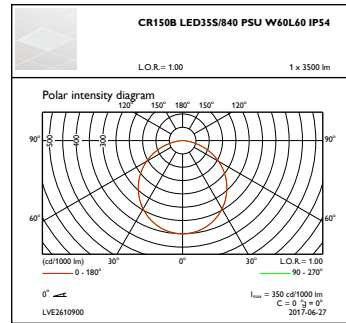 CR150B LED35S/840 PSU W60L60 IP54
L.O.R.= 1.00 1 x 3500 lm
Polar intensity diagram
120° 150° 180° 150° 120°
90° 500 400 300 90°
60° 60°
(cd/1000 lm) 30° 0° 30° L.O.R.= 1.00
0 - 180° 90 - 270°
0° Imax = 350 cd/1000 lm
C = 0 °g = 0°
LVE2610900 2017-06-27